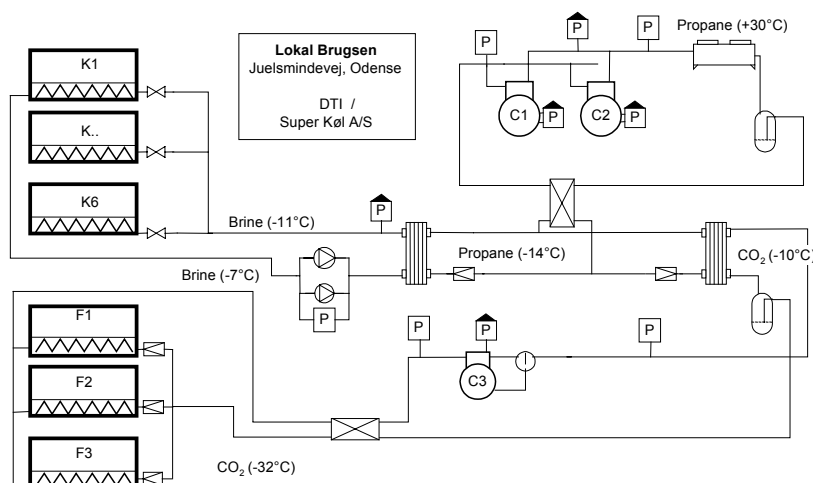 K1
K..
K6
Lokal Brugsen
Juelsmindevej, Odense
DTI /
Super Køl A/S
P
P
P
Propane (+30°C)
C1
P
C2
P
Brine (-11°C)
P
Brine (-7°C)
P
Propane (-14°C)
CO2 (-10°C)
F1
F2
F3
P
P
P
C3
CO2 (-32°C)